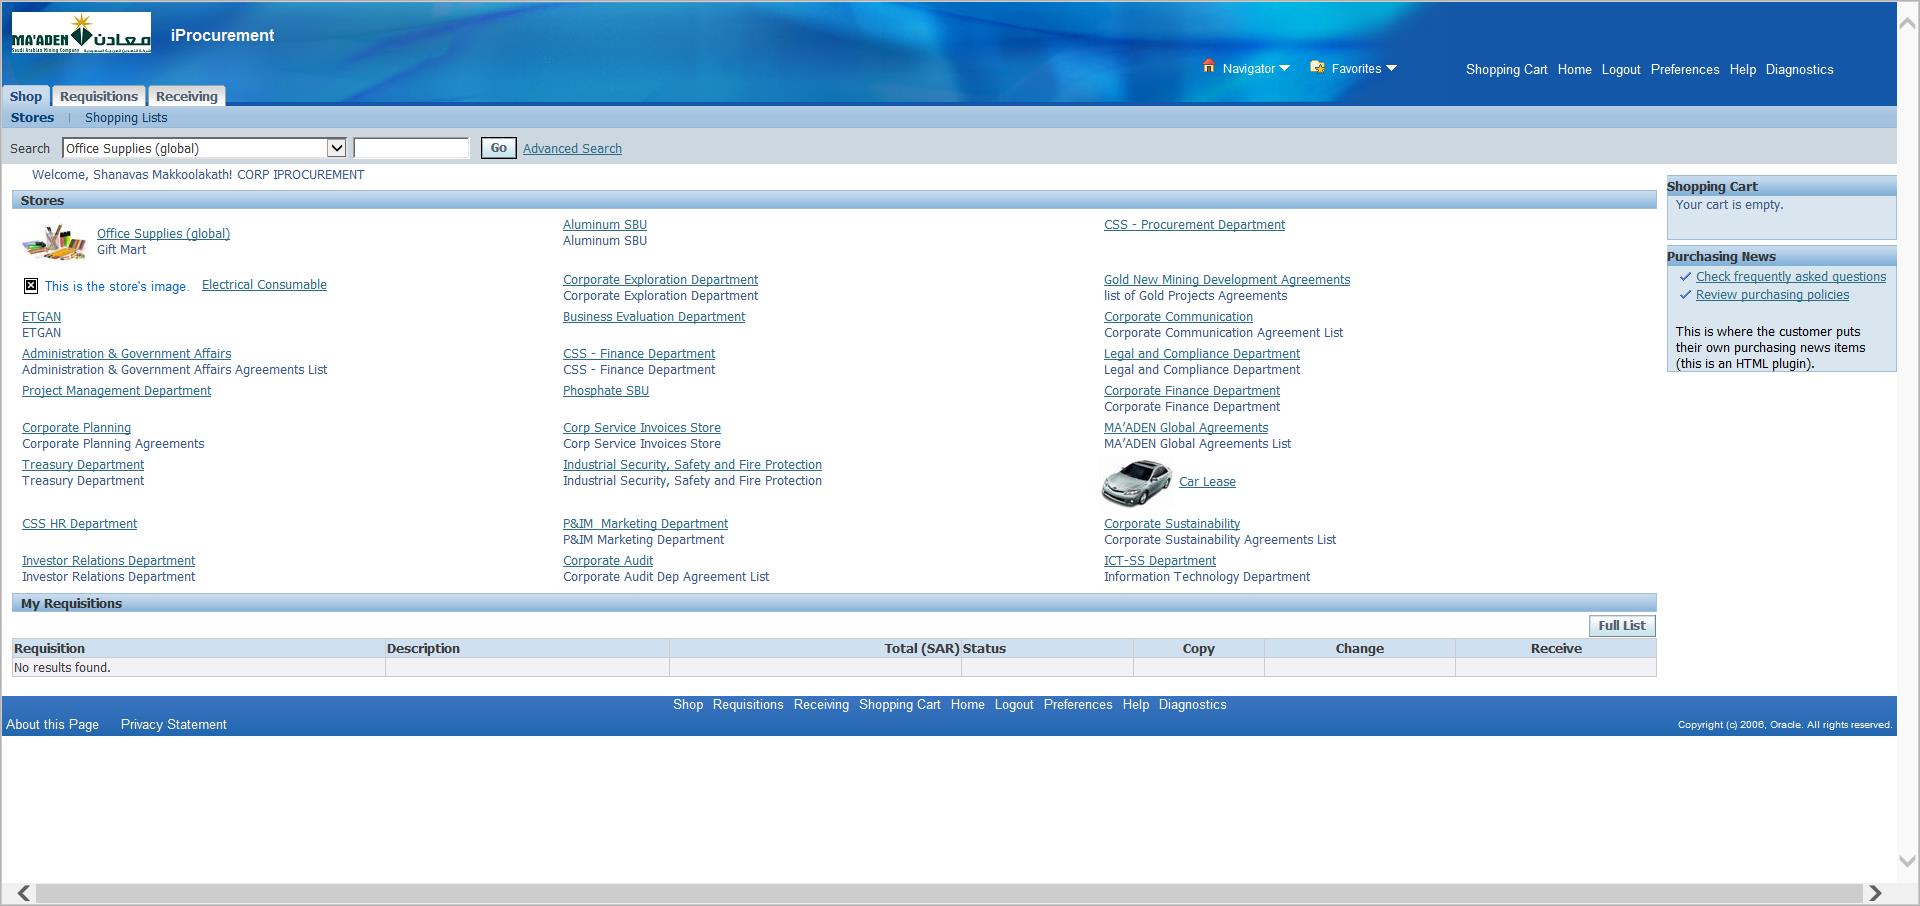 MA'ADEN معادن
Saudi Arabian Mining Company
iProcurement
Navigator Favorites Shopping Cart Home Logout Preferences Help Diagnostics
Shop Requisitions Receiving
Stores | Shopping Lists
Search Office Supplies (global) Go Advanced Search
Welcome, Shanavas Makkoolakath! CORP IPROCUREMENT
Stores
Office Supplies (global)
Gift Mart
Aluminum SBU
Aluminum SBU
CSS - Procurement Department
This is the store's image. Electrical Consumable
Corporate Exploration Department
Corporate Exploration Department
Gold New Mining Development Agreements
list of Gold Projects Agreements
ETGAN
ETGAN
Business Evaluation Department
Corporate Communication
Corporate Communication Agreement List
Administration & Government Affairs
Administration & Government Affairs Agreements List
CSS - Finance Department
CSS - Finance Department
Legal and Compliance Department
Legal and Compliance Department
Project Management Department
Phosphate SBU
Corporate Finance Department
Corporate Finance Department
Corporate Planning
Corporate Planning Agreements
Corp Service Invoices Store
Corp Service Invoices Store
MA'ADEN Global Agreements
MA'ADEN Global Agreements List
Treasury Department
Treasury Department
Industrial Security, Safety and Fire Protection
Industrial Security, Safety and Fire Protection
Car Lease
CSS HR Department
P&IM Marketing Department
P&IM Marketing Department
Corporate Sustainability
Corporate Sustainability Agreements List
Investor Relations Department
Investor Relations Department
Corporate Audit
Corporate Audit Dep Agreement List
ICT-SS Department
Information Technology Department
Shopping Cart
Your cart is empty.
Purchasing News
Check frequently asked questions
Review purchasing policies
This is where the customer puts
their own purchasing news items
(this is an HTML plugin).
My Requisitions
Full List
Requisition Description Total (SAR) Status Copy Change Receive
No results found.
Shop Requisitions Receiving Shopping Cart Home Logout Preferences Help Diagnostics
About this Page Privacy Statement
Copyright (c) 2006, Oracle. All rights reserved.